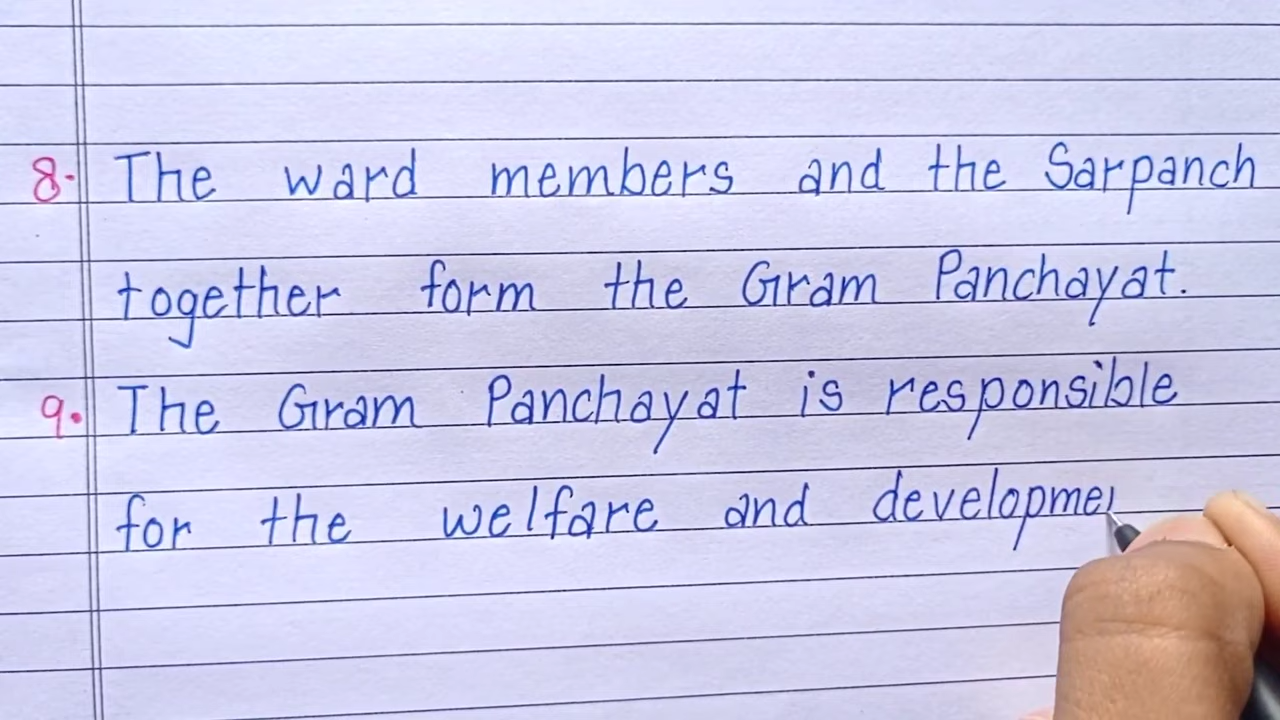 8. The ward members and the Sarpanch
together form the Gram Panchayat.
9. The Gram Panchayat is responsible
for the welfare and developme